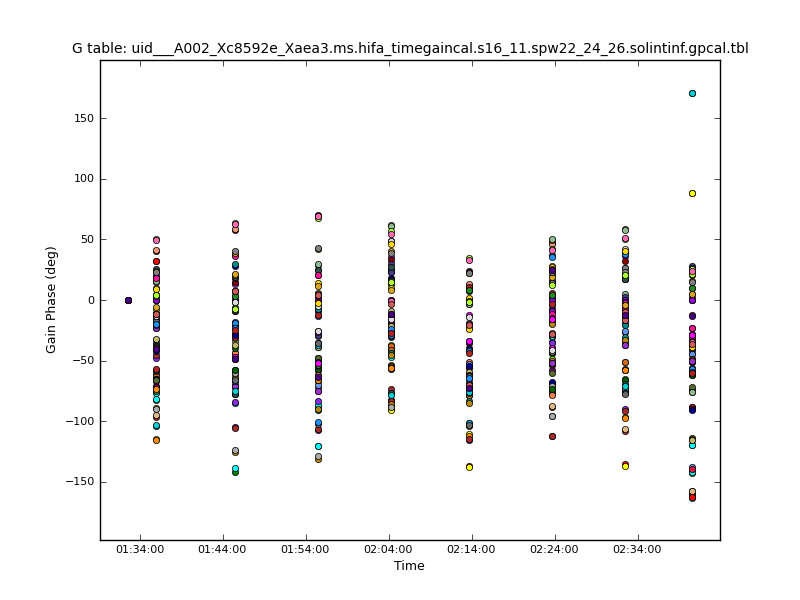 G table: uid___A002_Xc8592e_Xaea3.ms.hifa_timegaincal.s16_11.spw22_24_26.solintinf.gpcal.tbl
150
100
50
0
−50
−100
−150
Gain Phase (deg)
01:34:00 01:44:00 01:54:00 02:04:00 02:14:00 02:24:00 02:34:00
Time